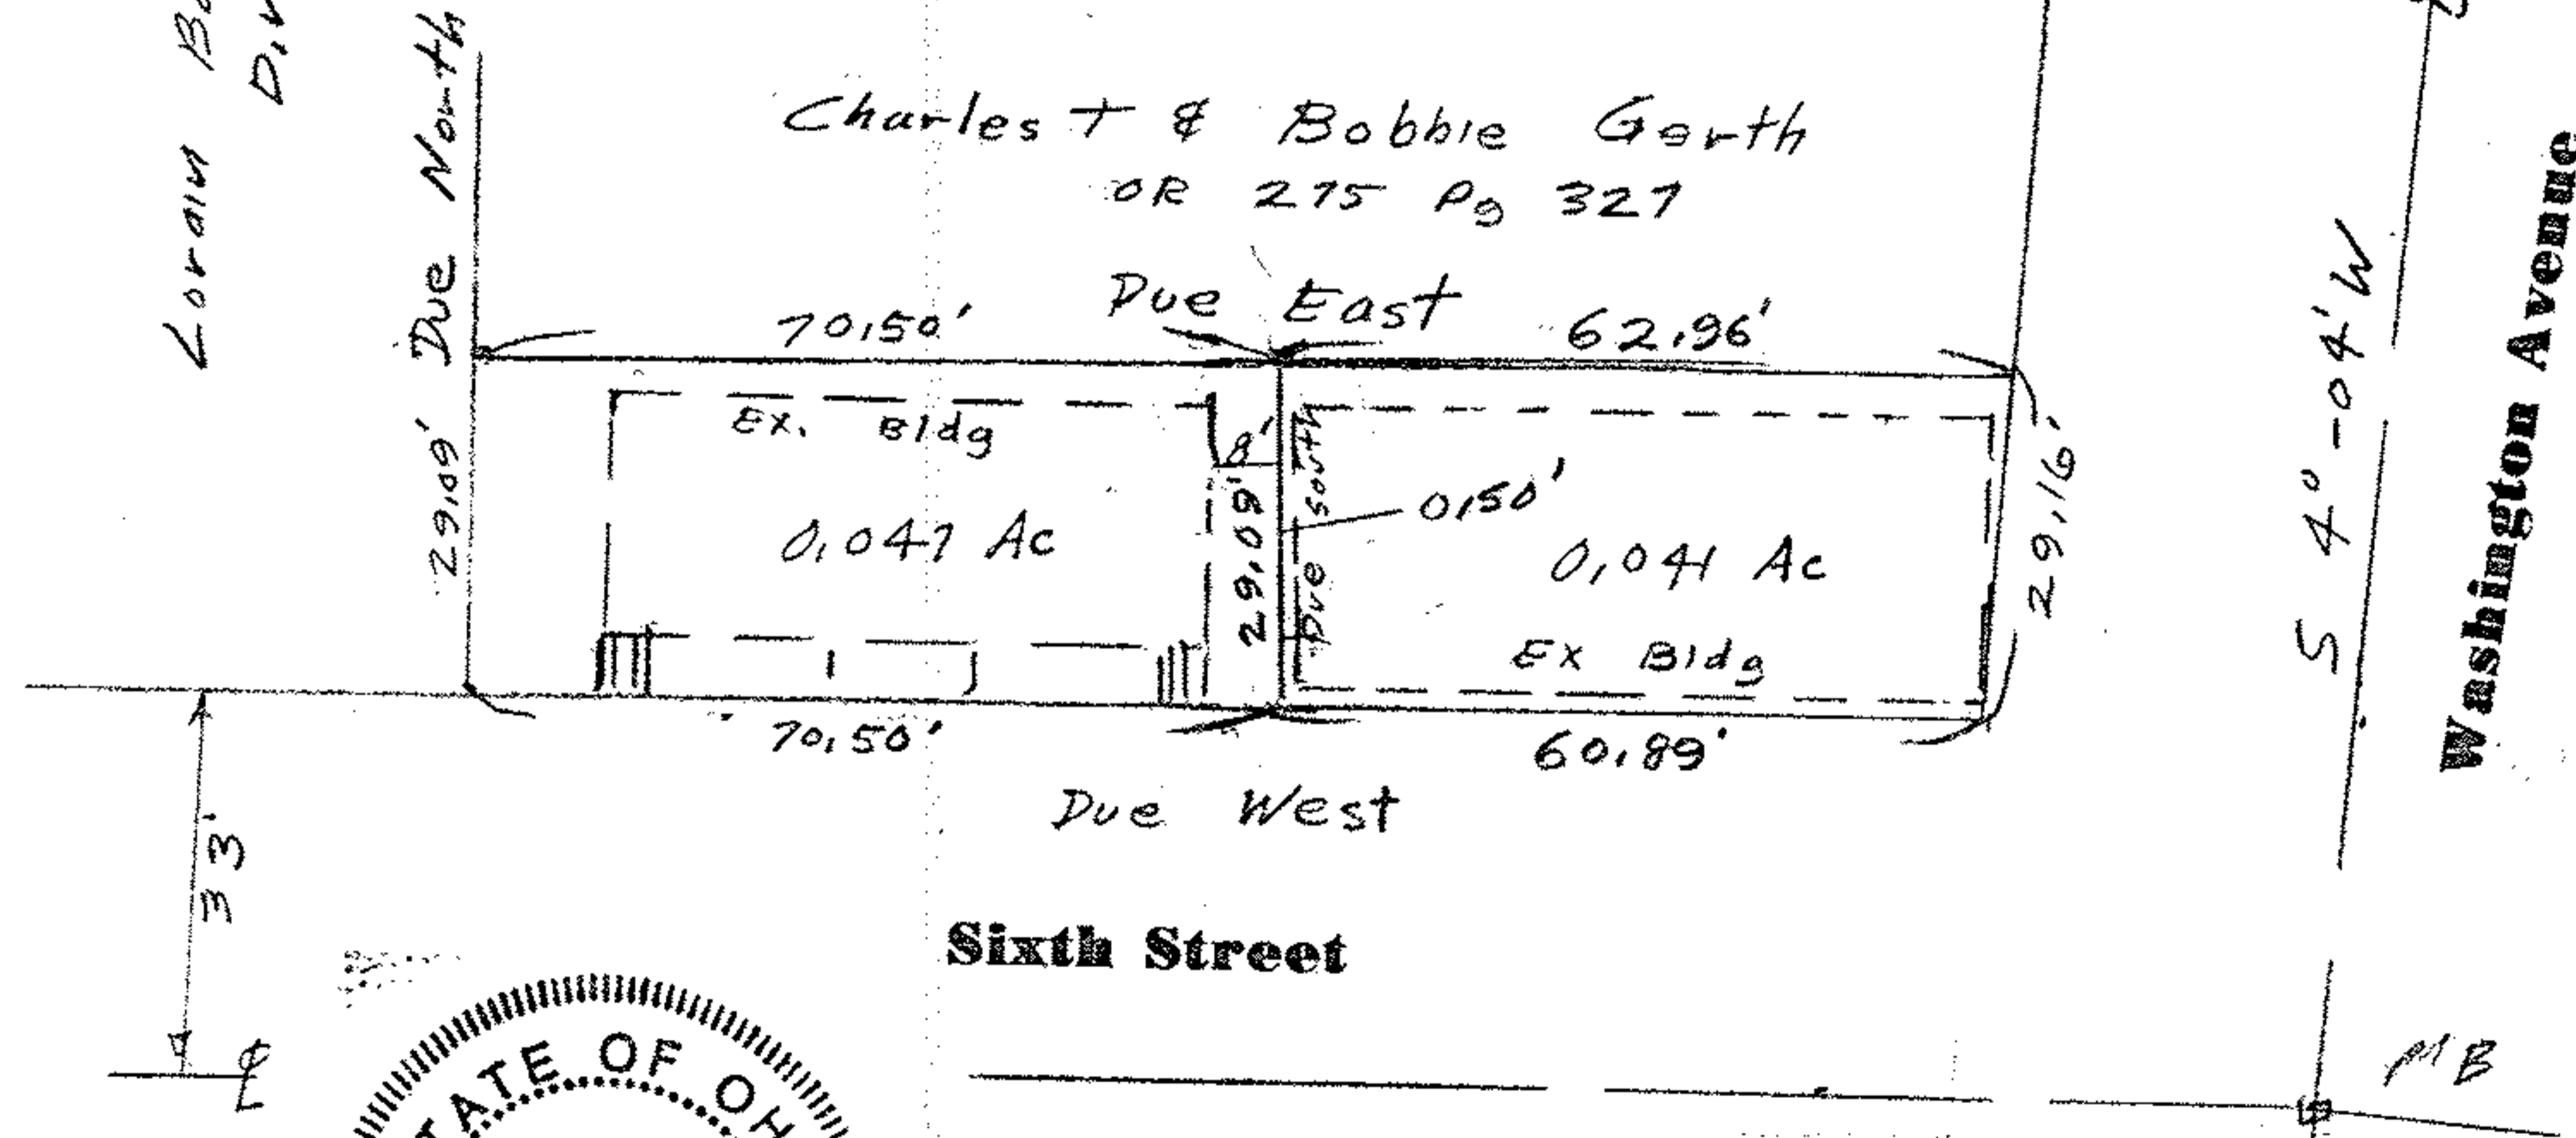 Lorain
Due North
29.09'
Charles T & Bobbie Gerth
OR 275 Pg 327
Due East
70.50'
62.96'
Ex. Bldg
8'
0.047 Ac
29.09'
Due South
0.50'
0.041 Ac
Ex Bldg
29.16'
S 4°-04' W
Washington Avenue
70.50'
60.89'
Due West
33'
Sixth Street
℄
MB
STATE OF OH